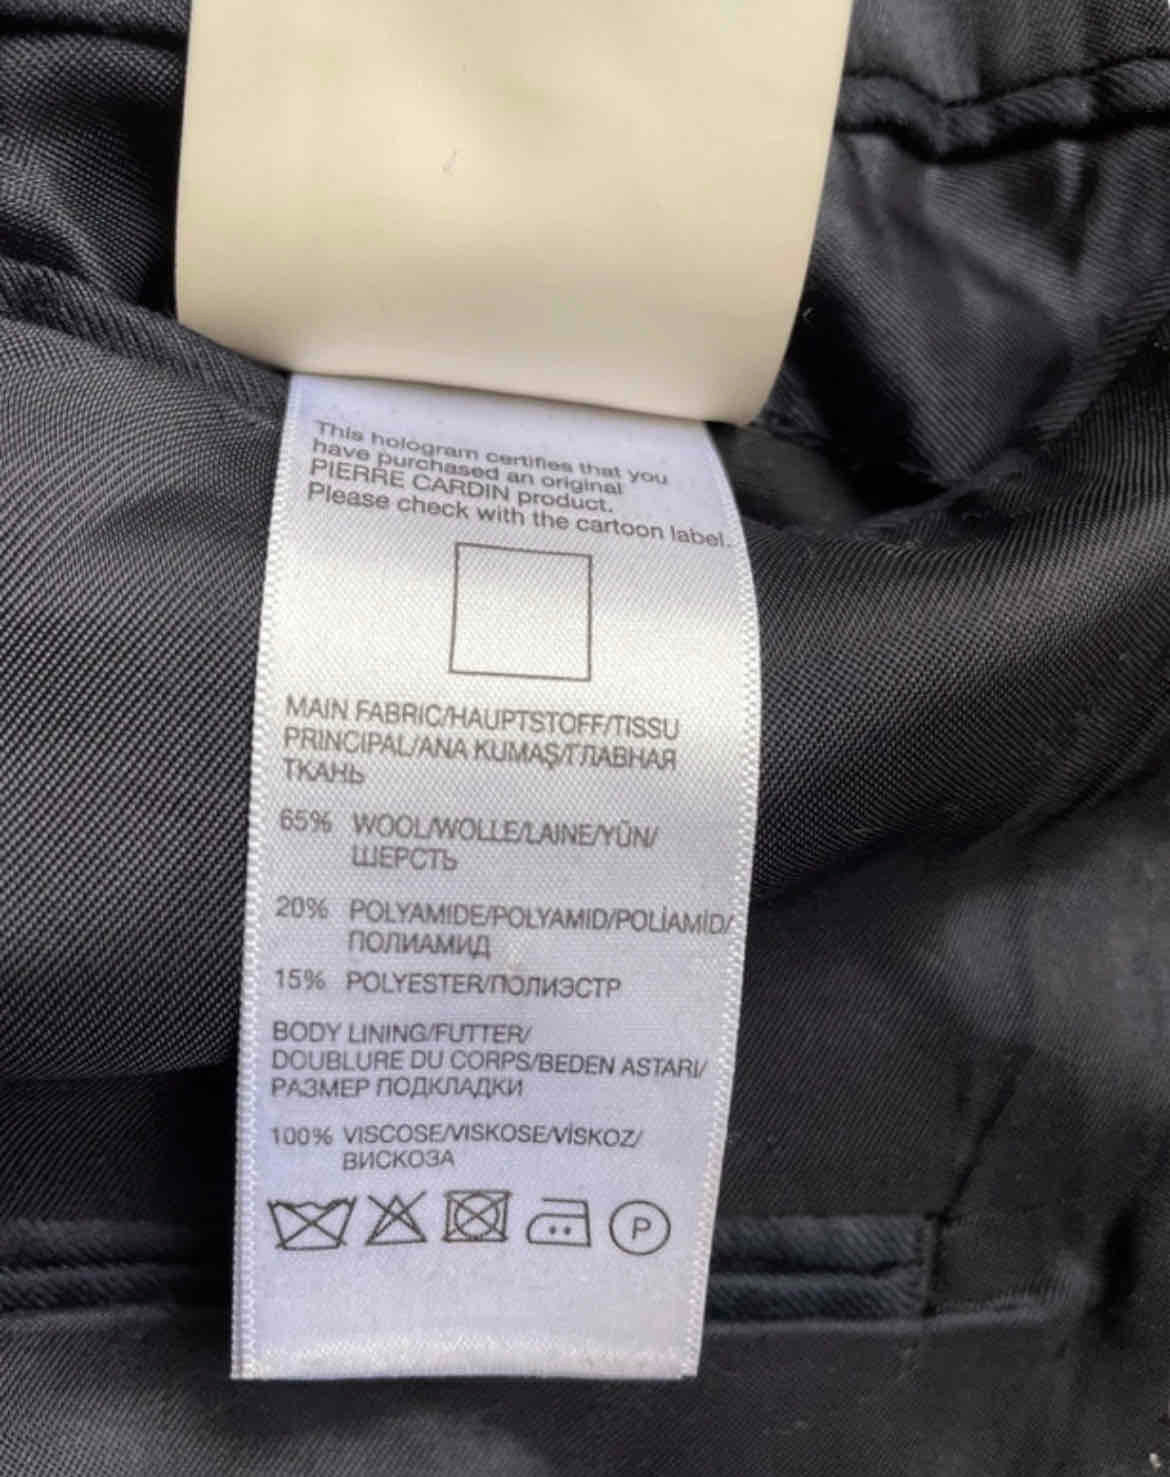 This hologram certifies that you
have purchased an original
PIERRE CARDIN product.
Please check with the cartoon label.
MAIN FABRIC/HAUPTSTOFF/TISSU
PRINCIPAL/ANA KUMAŞ/ГЛАВНАЯ
ТКАНЬ
65% WOOL/WOLLE/LAINE/YÜN/
ШЕРСТЬ
20% POLYAMIDE/POLYAMID/POLİAMİD/
ПОЛИАМИД
15% POLYESTER/ПОЛИЭСТР
BODY LINING/FUTTER/
DOUBLURE DU CORPS/BEDEN ASTARI/
РАЗМЕР ПОДКЛАДКИ
100% VISCOSE/VISKOSE/VİSKOZ/
ВИСКОЗА
P